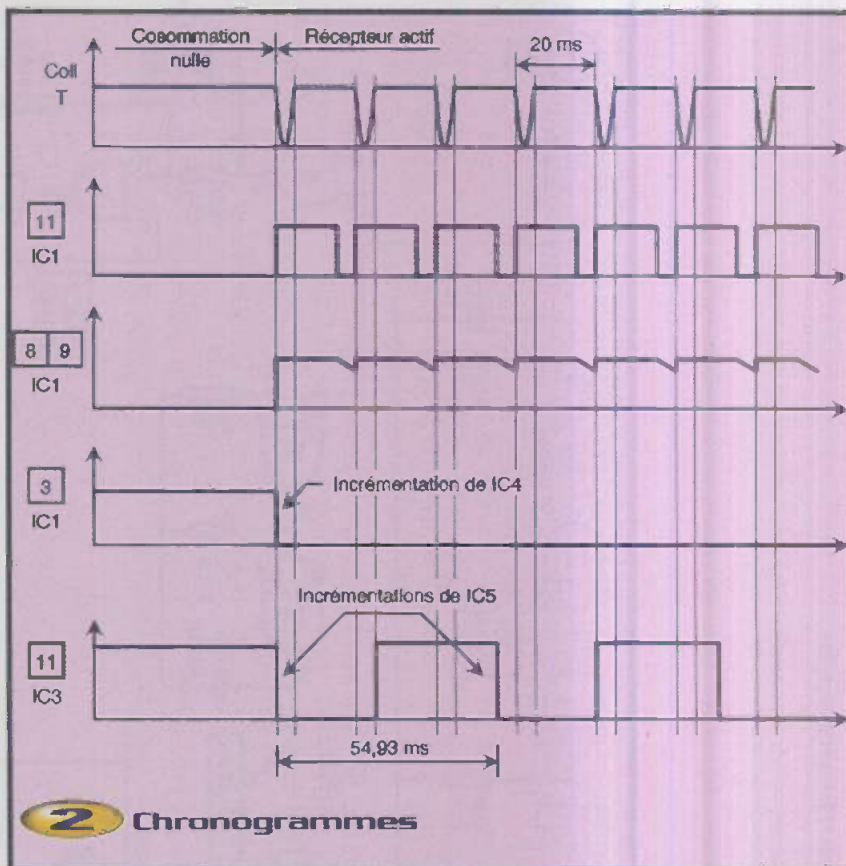 Cosommation
nulle
Récepteur actif
20 ms
Coll
T
11
IC1
8 9
IC1
3
IC1
Incrémentation de IC4
Incrémentations de IC5
11
IC3
54,93 ms
2 Chronogrammes